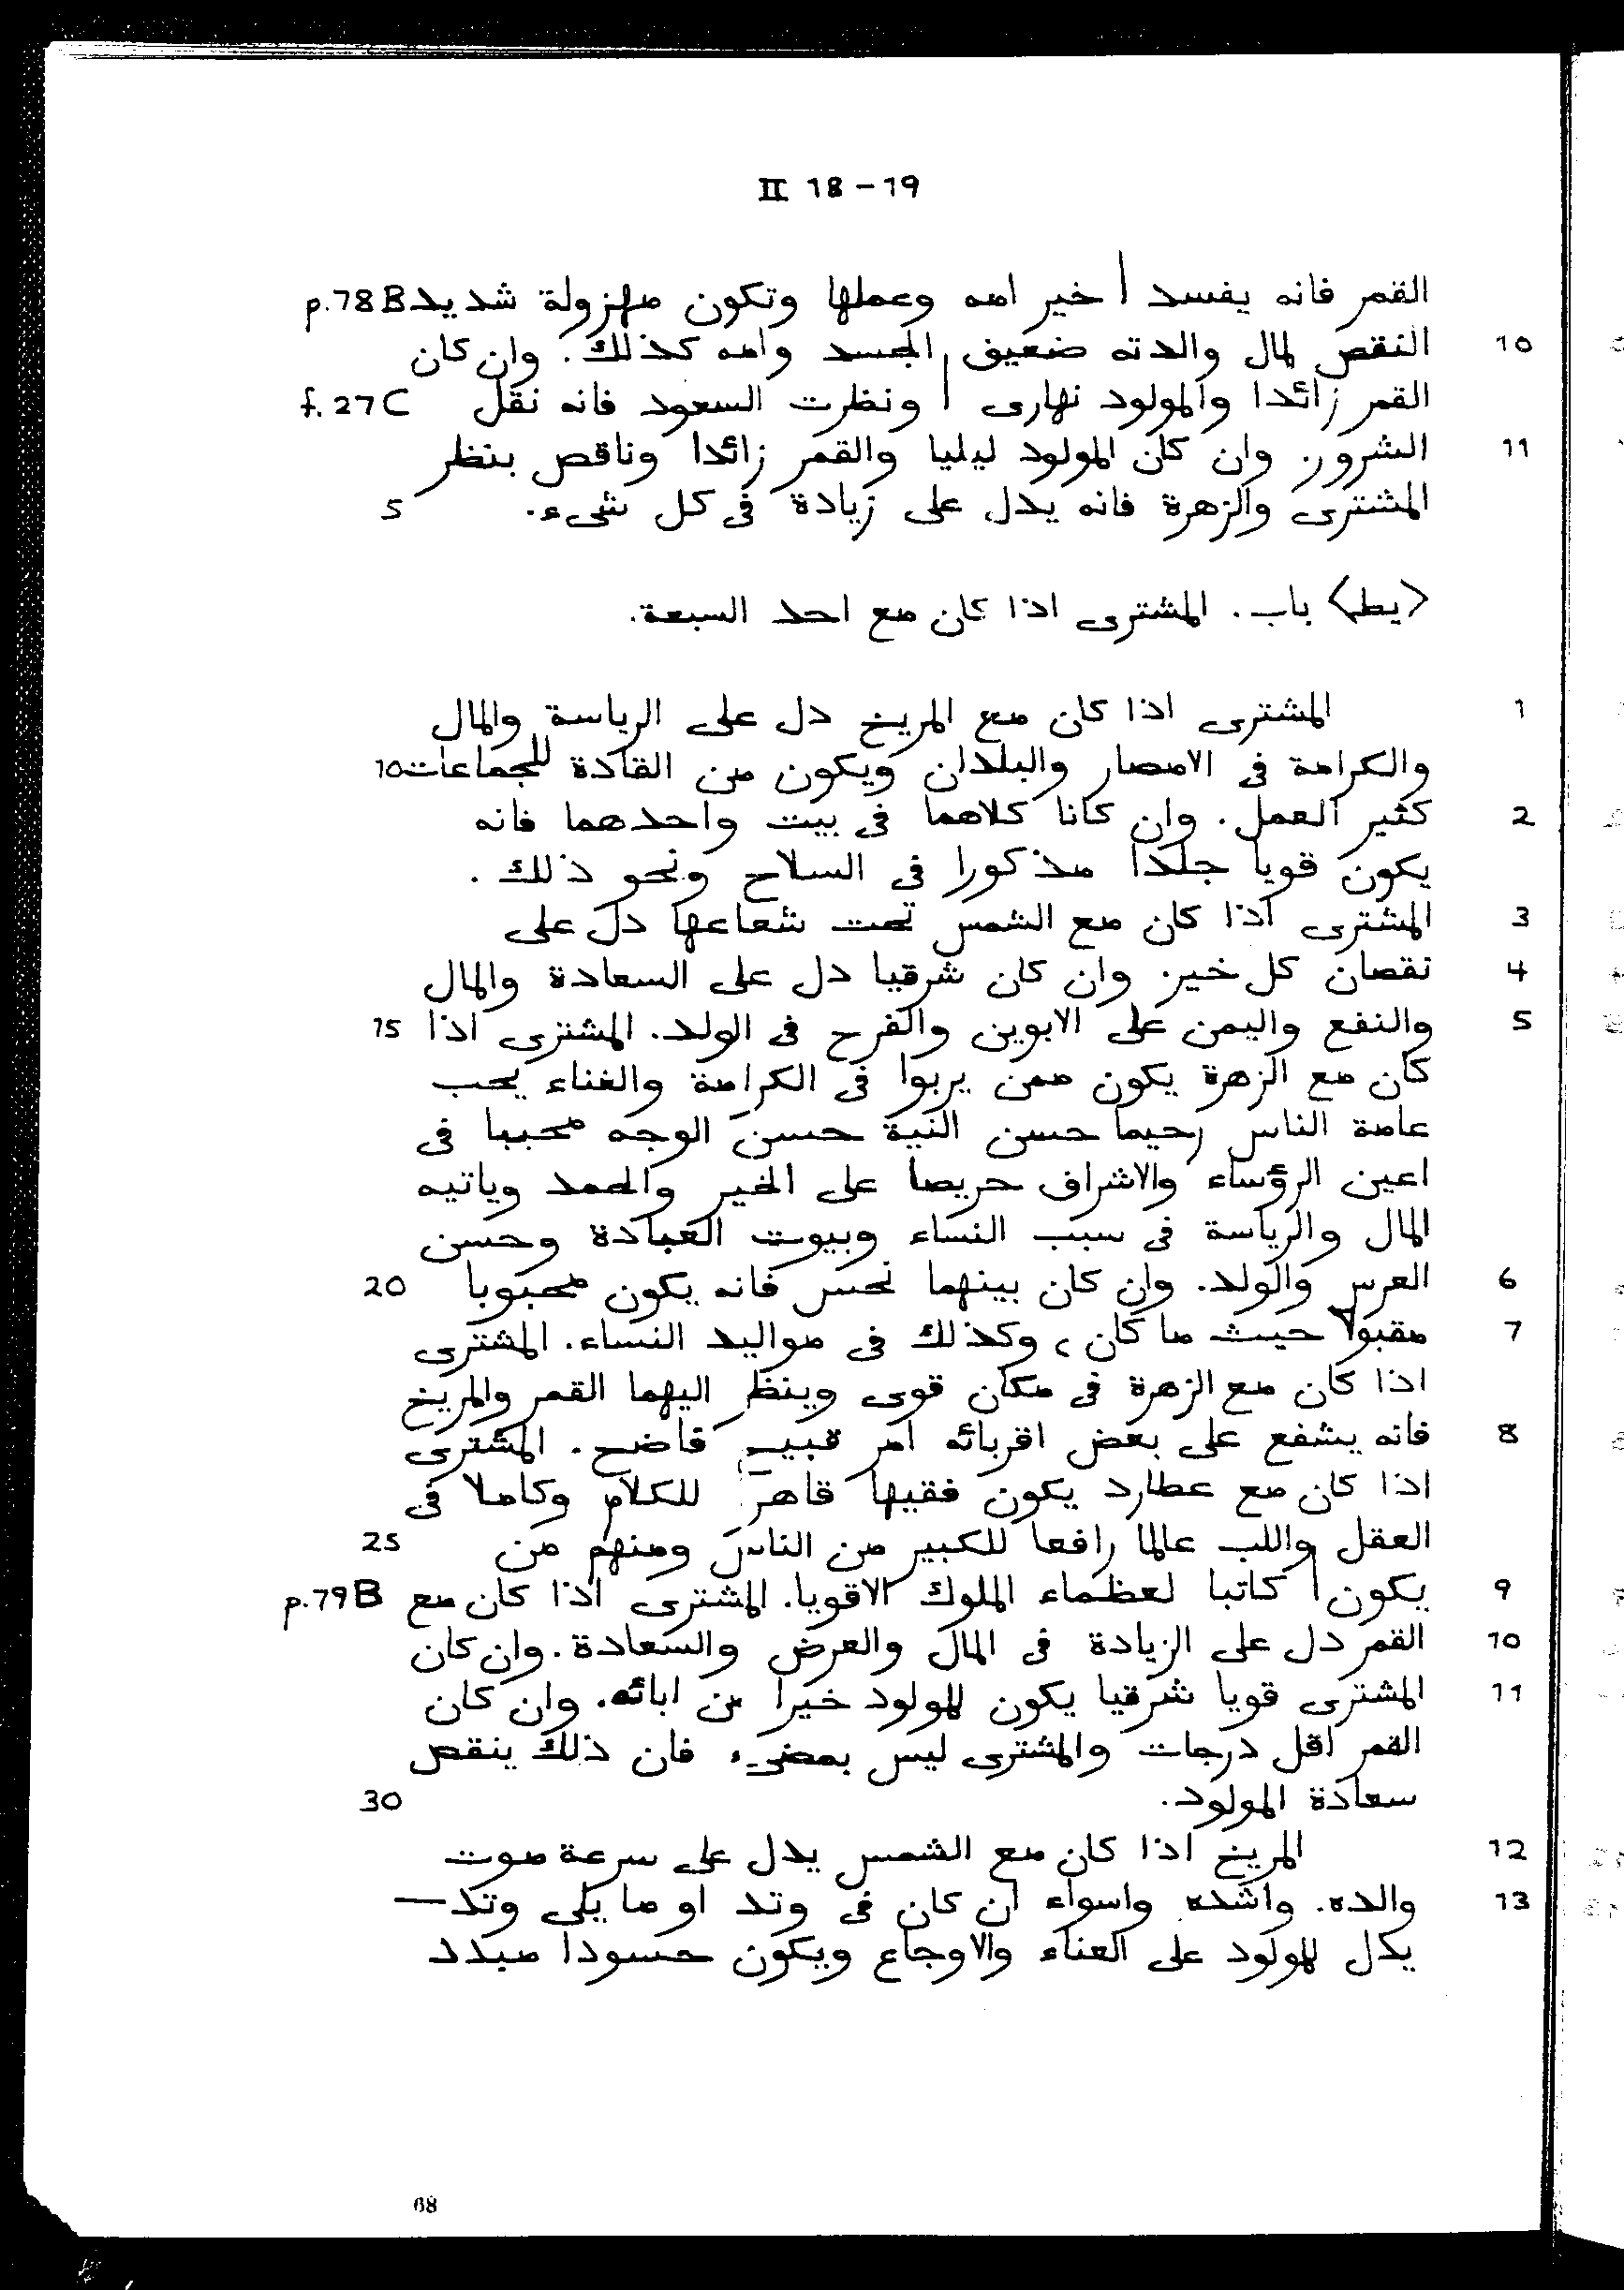 II 18-19
القمر فانه يفسد | خير امه وعملها وتكون مهزولة شديد p.78B
10 النقص لمال والدته ضعيف الجسد وامه كذلك. وان كان
القمر زائدا والمولود نهارى | ونظرت السعود فانه نقل f.27C
11 الشرور. وان كان المولود ليليا والقمر زائدا وناقص بنظر
المشترى والزهرة فانه يدل على زيادة فى كل شىء. 5
<يط> باب. المشترى اذا كان مع احد السبعة.
1 المشترى اذا كان مع المريخ دل على الرياسة والمال
والكرامة فى الامصار والبلدان ويكون من القادة للجماعات 10
2 كثير العمل. وان كانا كلاهما فى بيت واحدهما فانه
يكون قويا جلدا مذكورا فى السلاح ونحو ذلك.
3 المشترى اذا كان مع الشمس تحت شعاعها دل على
4 نقصان كل خير. وان كان شرقيا دل على السعادة والمال
5 والنفع واليمن على الابوين والفرح فى الولد. المشترى اذا 15
كان مع الزهرة يكون ممن يربوا فى الكرامة والغناء يحب
عامة الناس رحيما حسن النية حسن الوجه محببا فى
اعين الرؤساء والاشراف حريصا على الخير والحمد وياتيه
المال والرياسة فى سبب النساء وبيوت العبادة وحسن
6 العرس والولد. وان كان بينهما نحس فانه يكون محبوبا 20
7 مقبولا حيث ما كان، وكذلك فى مواليد النساء. المشترى
اذا كان مع الزهرة فى مكان قوى وينظر اليهما القمر والمريخ
8 فانه يشفع على بعض اقربائه امر قبيح فاضح. المشترى
اذا كان مع عطارد يكون فقيها قاهر للكلام وكاملا فى
العقل واللب عالما رافعا للكبير من الناس ومنهم من 25
9 يكون | كاتبا لعظماء الملوك الاقويا. المشترى اذا كان مع p.79B
10 القمر دل على الزيادة فى المال والعرض والسعادة. وان كان
11 المشترى قويا شرقيا يكون للمولود خيرا من ابائه. وان كان
القمر اقل درجات والمشترى ليس بمضىء فان ذلك ينقص
سعادة المولود. 30
12 المريخ اذا كان مع الشمس يدل على سرعة موت
13 والده. واشده واسواء ان كان فى وتد او ما يلى وتد—
يدل للمولود على العناء والاوجاع ويكون حسودا مبدد
68